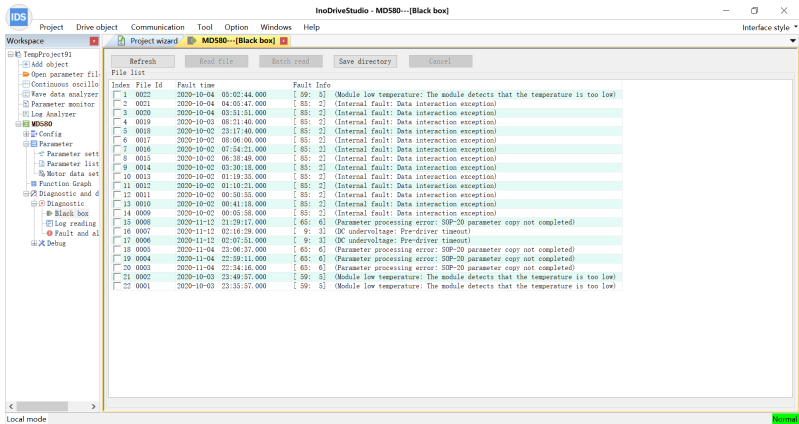 InoDriveStudio - MD580---[Black box]
IDS
Project Drive object Communication Tool Option Windows Help
Interface style
Workspace
Project wizard MD580---[Black box]
TempProject91
Add object
Open parameter fil
Continuous oscillo
Wave data analyzer
Parameter monitor
Log Analyzer
MD580
Config
Parameter
Parameter sett
Parameter list
Motor data set
Function Graph
Diagnostic and d
Diagnostic
Black box
Log reading
Fault and al
Debug
Refresh Read file Batch read Save directory Cancel
File list
Index File Id Fault time Fault Info
1 0022 2020-10-04 05:02:44.000 [ 59: 5] (Module low temperature: The module detects that the temperature is too low)
2 0021 2020-10-04 04:05:47.000 [ 85: 2] (Internal fault: Data interaction exception)
3 0020 2020-10-04 03:51:51.000 [ 85: 2] (Internal fault: Data interaction exception)
4 0019 2020-10-03 08:21:40.000 [ 85: 2] (Internal fault: Data interaction exception)
5 0018 2020-10-02 23:17:40.000 [ 85: 2] (Internal fault: Data interaction exception)
6 0017 2020-10-02 08:06:00.000 [ 85: 2] (Internal fault: Data interaction exception)
7 0016 2020-10-02 07:54:21.000 [ 85: 2] (Internal fault: Data interaction exception)
8 0015 2020-10-02 06:38:49.000 [ 85: 2] (Internal fault: Data interaction exception)
9 0014 2020-10-02 03:30:18.000 [ 85: 2] (Internal fault: Data interaction exception)
10 0013 2020-10-02 01:19:35.000 [ 85: 2] (Internal fault: Data interaction exception)
11 0012 2020-10-02 01:10:21.000 [ 85: 2] (Internal fault: Data interaction exception)
12 0011 2020-10-02 00:50:55.000 [ 85: 2] (Internal fault: Data interaction exception)
13 0010 2020-10-02 00:41:18.000 [ 85: 2] (Internal fault: Data interaction exception)
14 0009 2020-10-02 00:05:58.000 [ 85: 2] (Internal fault: Data interaction exception)
15 0008 2020-11-12 21:29:17.000 [ 65: 6] (Parameter processing error: SOP-20 parameter copy not completed)
16 0007 2020-11-12 02:16:29.000 [ 9: 3] (DC undervoltage: Pre-driver timeout)
17 0006 2020-11-12 02:07:51.000 [ 9: 3] (DC undervoltage: Pre-driver timeout)
18 0005 2020-11-04 23:06:37.000 [ 65: 6] (Parameter processing error: SOP-20 parameter copy not completed)
19 0004 2020-11-04 22:59:11.000 [ 65: 6] (Parameter processing error: SOP-20 parameter copy not completed)
20 0003 2020-11-04 22:34:16.000 [ 65: 6] (Parameter processing error: SOP-20 parameter copy not completed)
21 0002 2020-10-03 23:49:57.000 [ 59: 5] (Module low temperature: The module detects that the temperature is too low)
22 0001 2020-10-03 23:35:57.000 [ 59: 5] (Module low temperature: The module detects that the temperature is too low)
Local mode
Normal